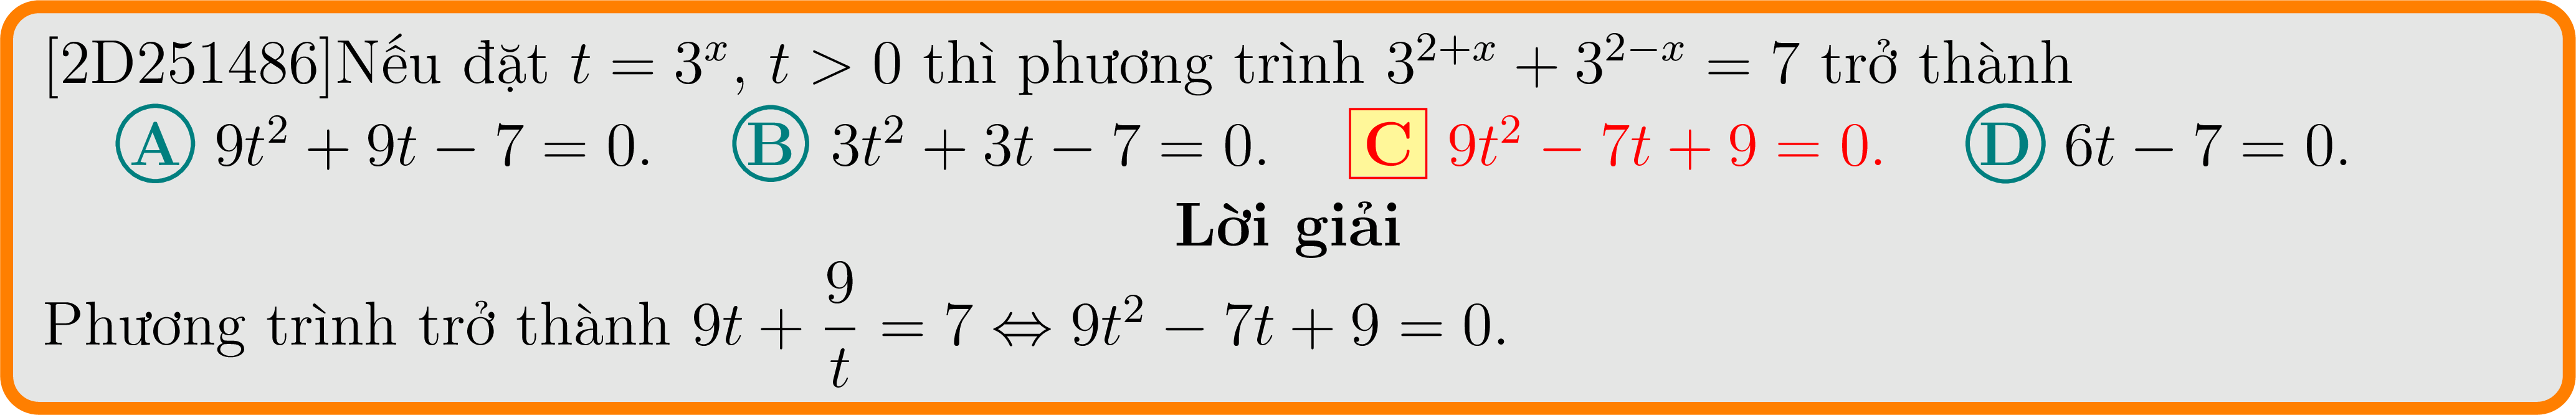 [2D251486]Nếu đặt t = 3^x, t > 0 thì phương trình 3^{2+x} + 3^{2−x} = 7 trở thành
A 9t^2 + 9t − 7 = 0. B 3t^2 + 3t − 7 = 0. C 9t^2 − 7t + 9 = 0. D 6t − 7 = 0.
Lời giải
Phương trình trở thành 9t + \frac{9}{t} = 7 ⇔ 9t^2 − 7t + 9 = 0.